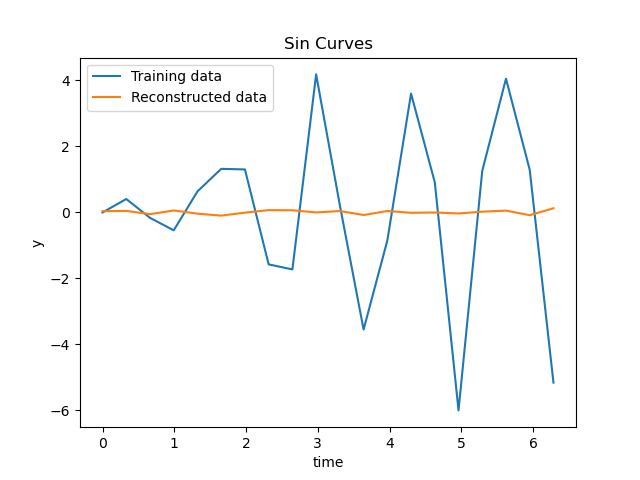 Sin Curves
Training data
Reconstructed data
4
2
0
−2
−4
−6
y
0 1 2 3 4 5 6
time